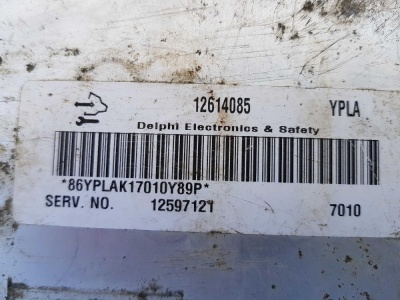 12614085 YPLA
Delphi Electronics & Safety
*86YPLAK17010Y89P*
SERV. NO. 12597121 7010